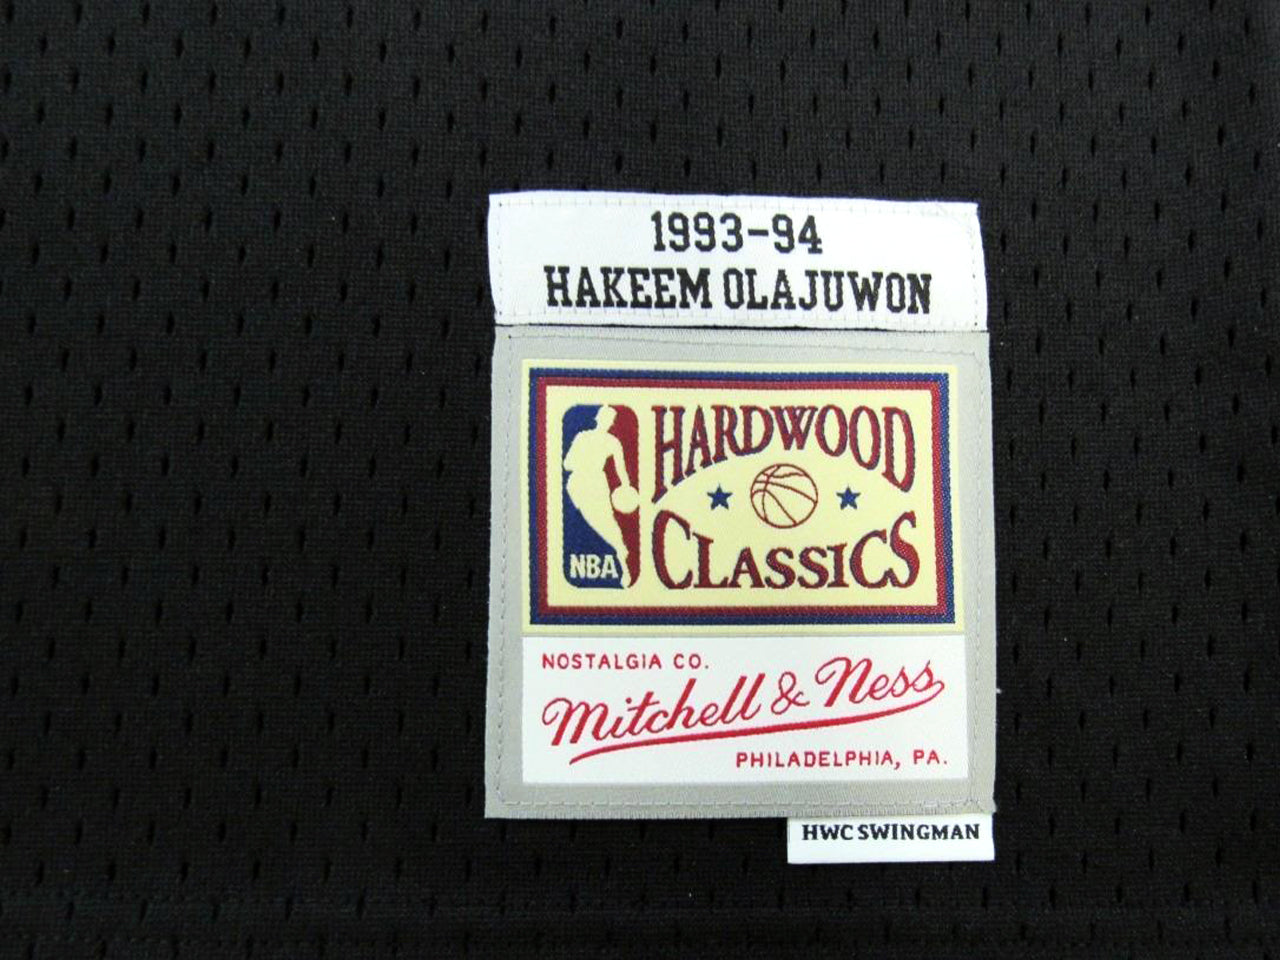 1993-94
HAKEEM OLAJUWON
HARDWOOD
NBA
CLASSICS
NOSTALGIA CO.
Mitchell & Ness
PHILADELPHIA, PA.
HWC SWINGMAN